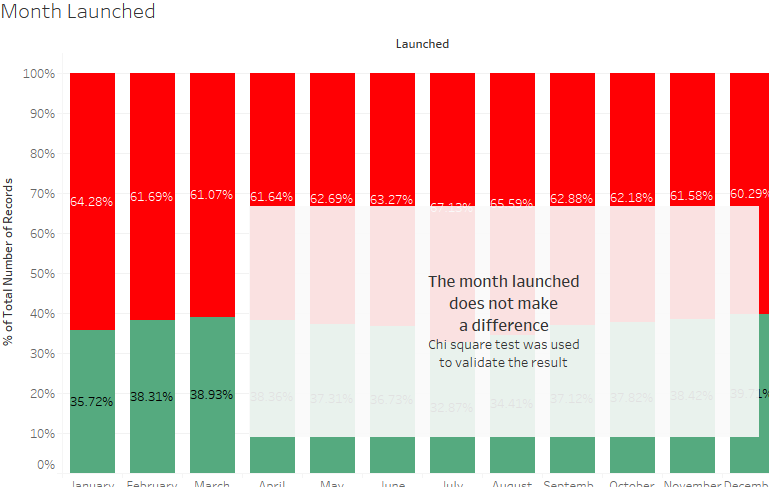 Month Launched
Launched
100%
90%
80%
70%
60%
50%
40%
30%
20%
10%
0%
% of Total Number of Records
64.28% 61.69% 61.07% 61.64% 62.69% 63.27% 67.13% 65.59% 62.88% 62.18% 61.58% 60.29%
The month launched
does not make
a difference
Chi square test was used
to validate the result
35.72% 38.31% 38.93% 38.36% 37.31% 36.73% 32.87% 34.41% 37.12% 37.82% 38.42% 39.71%
January February March April May June July August Septemb.. October November Decemb